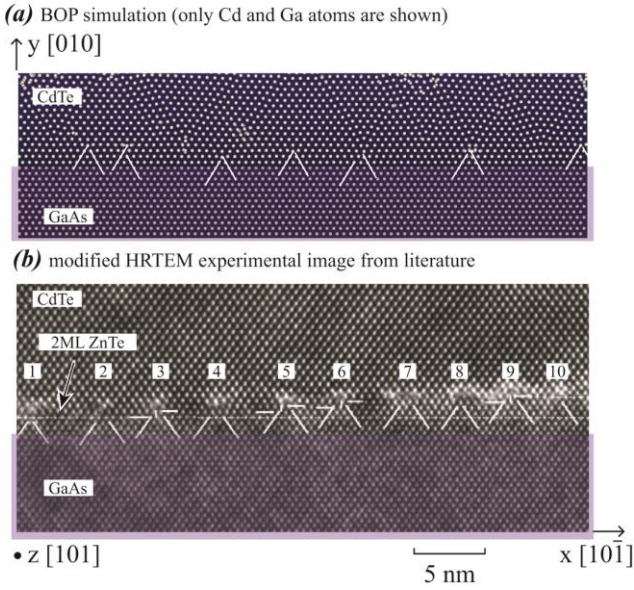 (a) BOP simulation (only Cd and Ga atoms are shown)
y [010]
CdTe
GaAs
(b) modified HRTEM experimental image from literature
CdTe
2ML ZnTe
1 2 3 4 5 6 7 8 9 10
GaAs
• z [101]
x [101̄]
5 nm